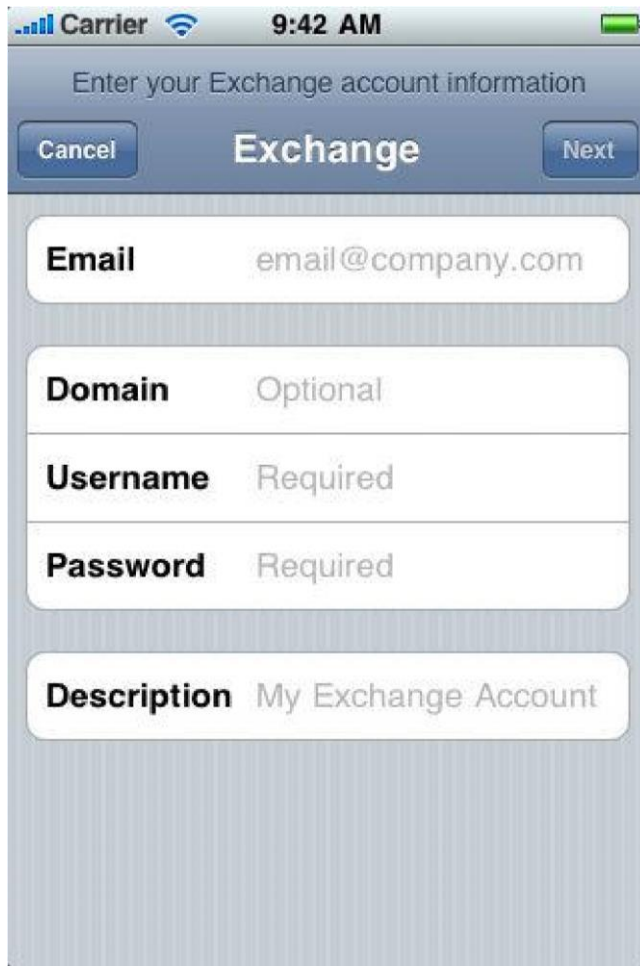 Carrier 9:42 AM
Enter your Exchange account information
Cancel Exchange Next
Email email@company.com
Domain Optional
Username Required
Password Required
Description My Exchange Account